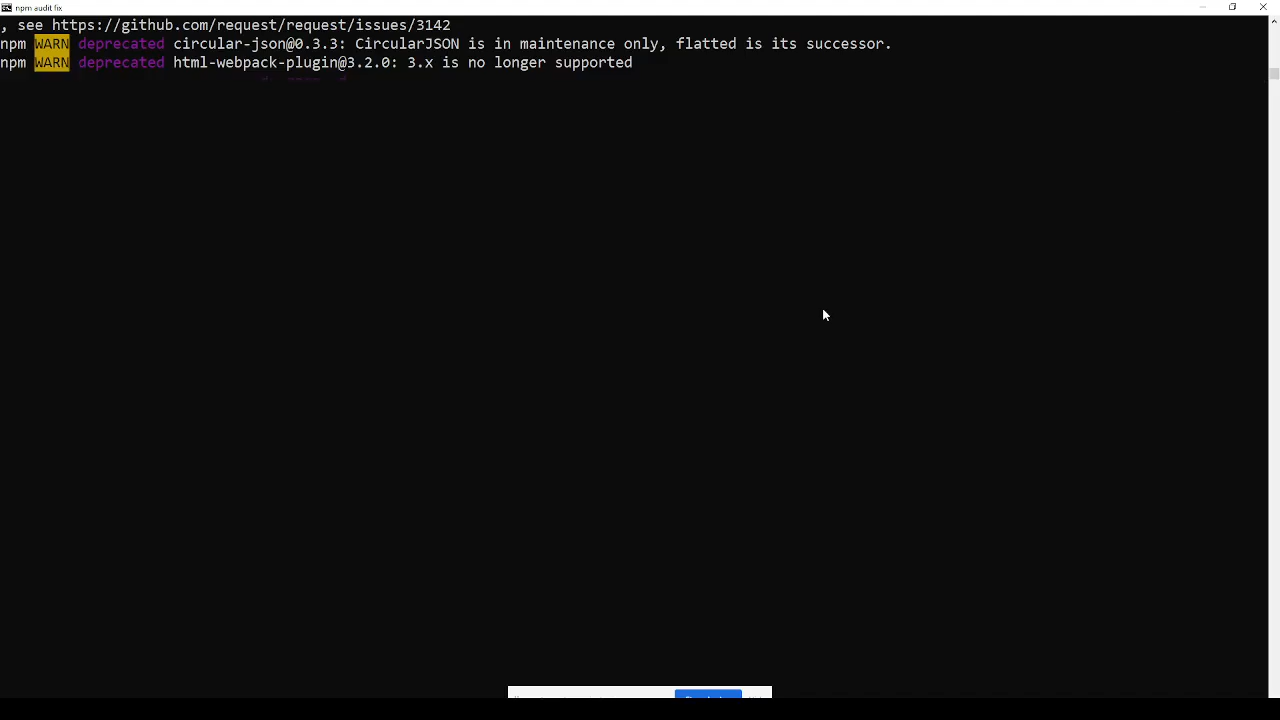 npm audit fix
, see https://github.com/request/request/issues/3142
npm WARN deprecated circular-json@0.3.3: CircularJSON is in maintenance only, flatted is its successor.
npm WARN deprecated html-webpack-plugin@3.2.0: 3.x is no longer supported